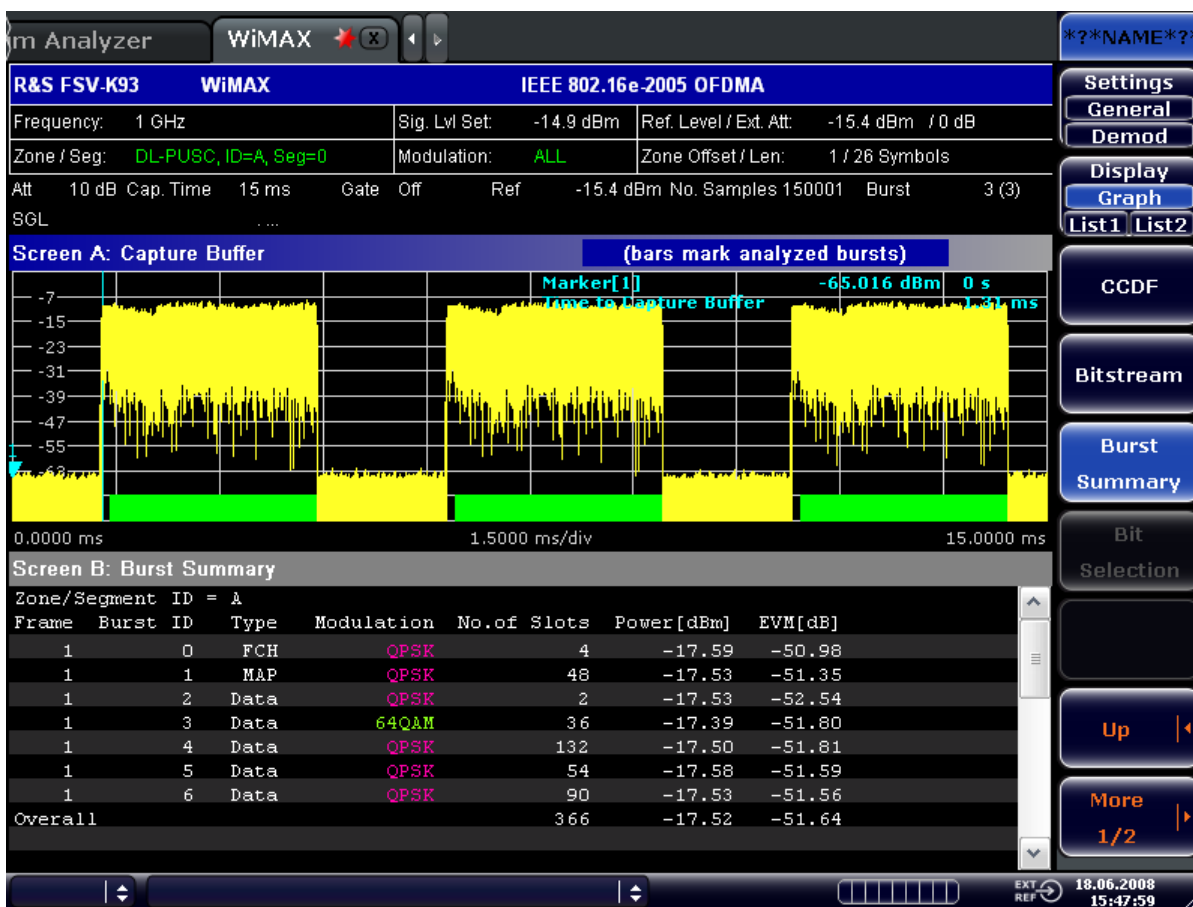 m Analyzer WiMAX X
*?*NAME*?
R&S FSV-K93 WiMAX IEEE 802.16e-2005 OFDMA
Frequency: 1 GHz Sig. Lvl Set: -14.9 dBm Ref. Level / Ext. Att: -15.4 dBm / 0 dB
Zone / Seg: DL-PUSC, ID=A, Seg=0 Modulation: ALL Zone Offset / Len: 1 / 26 Symbols
Att 10 dB Cap. Time 15 ms Gate Off Ref -15.4 dBm No. Samples 150001 Burst 3 (3)
SGL
Screen A: Capture Buffer (bars mark analyzed bursts)
Marker[1] -65.016 dBm 0 s
Time to Capture Buffer 1.31 ms
-7
-15
-23
-31
-39
-47
-55
-63
1
0.0000 ms 1.5000 ms/div 15.0000 ms
Screen B: Burst Summary
Zone/Segment ID = A
Frame Burst ID Type Modulation No.of Slots Power[dBm] EVM[dB]
1 0 FCH QPSK 4 -17.59 -50.98
1 1 MAP QPSK 48 -17.53 -51.35
1 2 Data QPSK 2 -17.53 -52.54
1 3 Data 64QAM 36 -17.39 -51.80
1 4 Data QPSK 132 -17.50 -51.81
1 5 Data QPSK 54 -17.58 -51.59
1 6 Data QPSK 90 -17.53 -51.56
Overall 366 -17.52 -51.64
Settings
General
Demod
Display
Graph
List1 List2
CCDF
Bitstream
Burst
Summary
Bit
Selection
Up
More
1/2
EXT
REF
18.06.2008
15:47:59